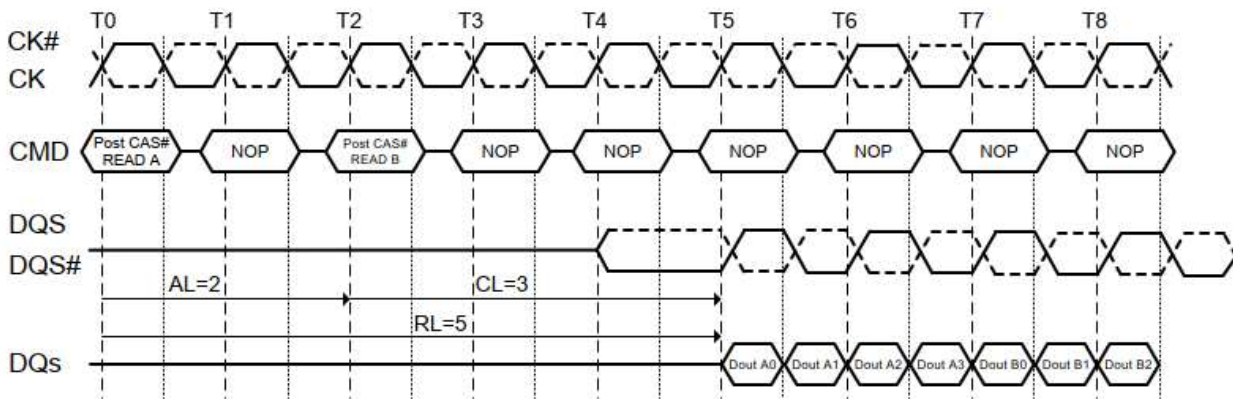 T0 T1 T2 T3 T4 T5 T6 T7 T8
CK#
CK
CMD
Post CAS#
READ A
NOP
Post CAS#
READ B
NOP
NOP
NOP
NOP
NOP
NOP
DQS
DQS#
AL=2
CL=3
RL=5
DQs
Dout A0 Dout A1 Dout A2 Dout A3 Dout B0 Dout B1 Dout B2